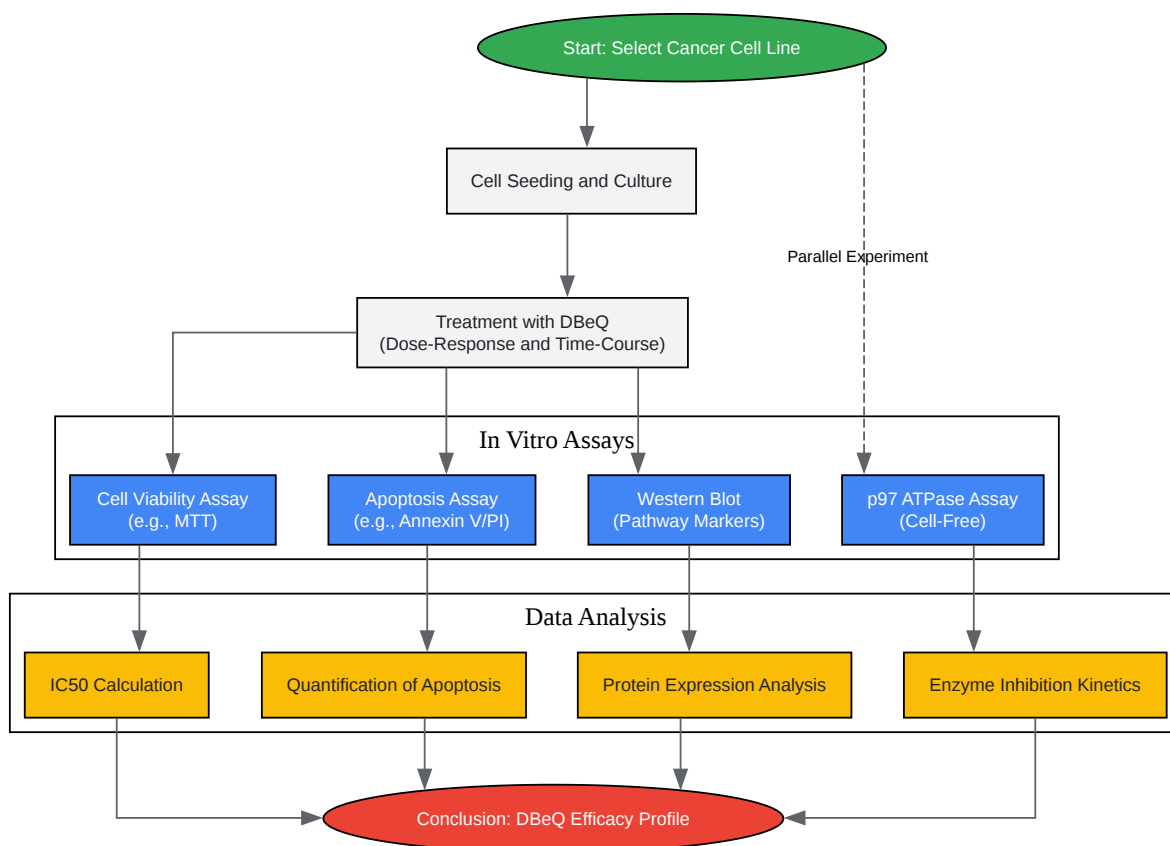 Start: Select Cancer Cell Line
Cell Seeding and Culture
Parallel Experiment
Treatment with DBeQ
(Dose-Response and Time-Course)
In Vitro Assays
Cell Viability Assay
(e.g., MTT)
Apoptosis Assay
(e.g., Annexin V/PI)
Western Blot
(Pathway Markers)
p97 ATPase Assay
(Cell-Free)
Data Analysis
IC50 Calculation
Quantification of Apoptosis
Protein Expression Analysis
Enzyme Inhibition Kinetics
Conclusion: DBeQ Efficacy Profile